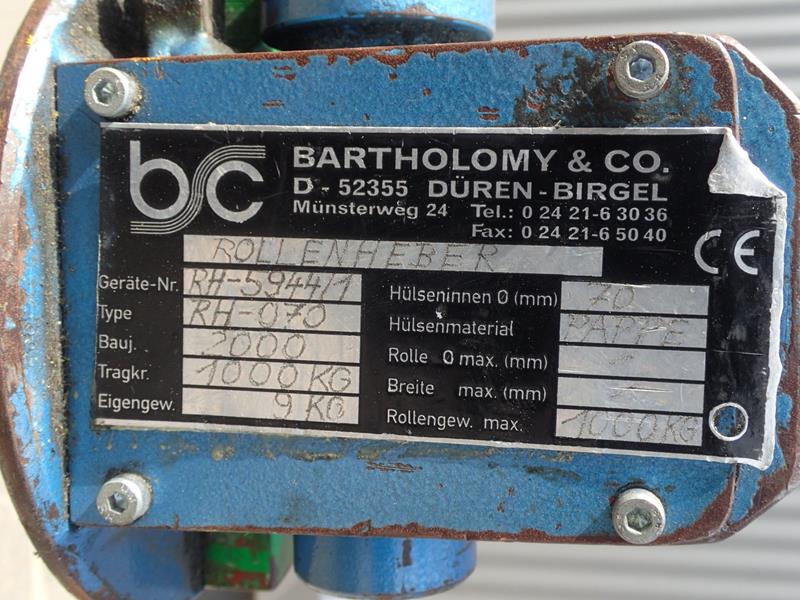 bc BARTHOLOMY & CO.
D - 52355 DÜREN - BIRGEL
Münsterweg 24 Tel.: 0 24 21-6 30 36
Fax: 0 24 21-6 50 40
ROLLENHEBER
CE
Geräte-Nr. RH-5944/1
Type RH-070
Bauj. 2000
Tragkr. 1000 KG
Eigengew. 9 KG
Hülseninnen Ø (mm) 70
Hülsenmaterial PAPPE
Rolle Ø max. (mm) -
Breite max. (mm) -
Rollengew. max. 1000 KG